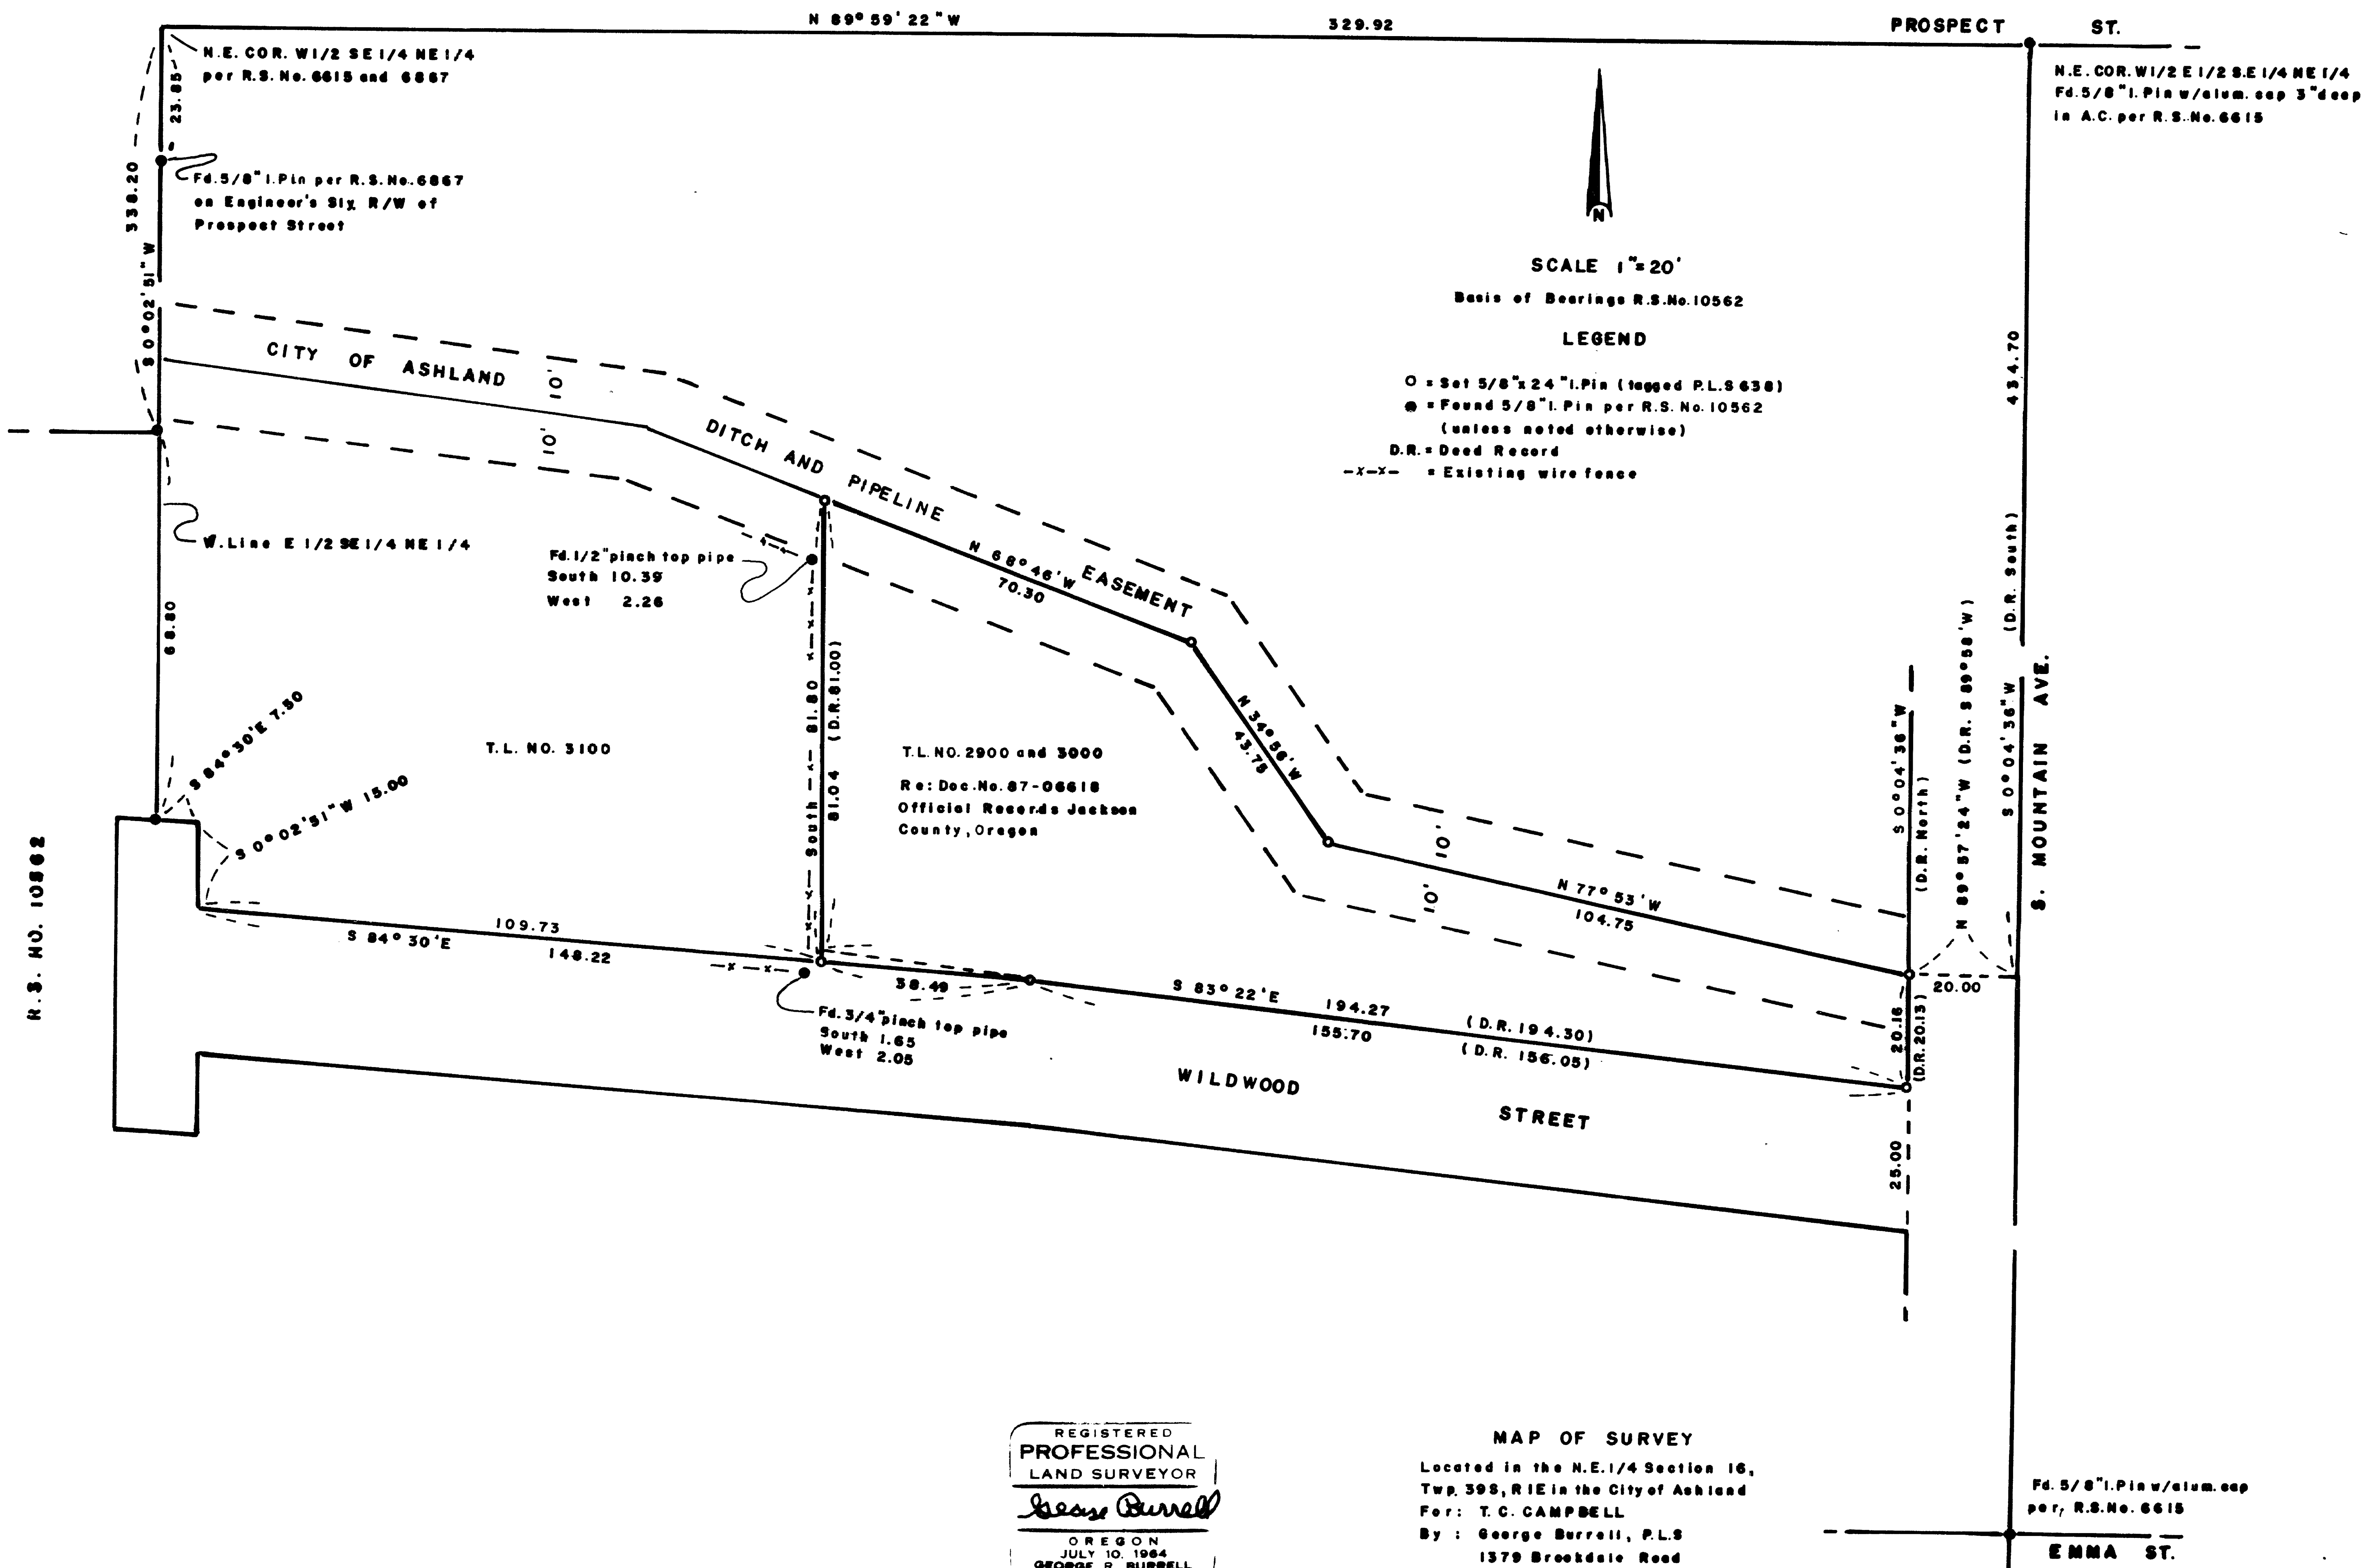 N 89° 59' 22" W
329.92
PROSPECT ST.
N.E. COR. W1/2 SE 1/4 NE 1/4
per R.S. No. 6615 and 6867
N.E. COR. W1/2 E 1/2 S.E 1/4 NE 1/4
Fd. 5/8" I. Pin w/alum. cap 3" deep
in A.C. per R.S. No. 6615
23.85
338.20
S 0° 02' 51" W
Fd. 5/8" I. Pin per R.S. No. 6867
on Engineer's Sly. R/W of
Prospect Street
N
SCALE 1" = 20'
Basis of Bearings R.S. No. 10562
LEGEND
O = Set 5/8" x 24" I. Pin (tagged P.L.S 638)
● = Found 5/8" I. Pin per R.S. No. 10562
(unless noted otherwise)
D.R. = Deed Record
-x-x- = Existing wire fence
CITY OF ASHLAND
10'
10'
DITCH AND PIPELINE EASEMENT
N 68° 46' W
70.30
434.70
(D.R. South)
S 0° 04' 36" W
S. MOUNTAIN AVE.
W. Line E 1/2 SE 1/4 NE 1/4
Fd. 1/2" pinch top pipe
South 10.39
West 2.26
68.80
S 84° 30' E 7.50
S 0° 02' 51" W 15.00
T.L. NO. 3100
South 81.80
81.04 (D.R. 81.00)
T.L. NO. 2900 and 3000
Re: Doc. No. 87-06618
Official Records Jackson
County, Oregon
N 34° 56' W
43.75
10'
10'
N 77° 53' W
104.75
S 0° 04' 36" W
(D.R. North)
N 89° 57' 24" W (D.R. S 89° 58' W)
20.00
20.16
(D.R. 20.13)
R.S. NO. 10562
109.73
S 84° 30' E
148.22
38.49
S 83° 22' E
194.27 (D.R. 194.30)
155.70 (D.R. 156.05)
Fd. 3/4" pinch top pipe
South 1.65
West 2.05
WILDWOOD STREET
25.00
REGISTERED
PROFESSIONAL
LAND SURVEYOR
George Burrell
OREGON
JULY 10, 1964
GEORGE R. BURRELL
MAP OF SURVEY
Located in the N.E. 1/4 Section 16,
Twp. 39S, R 1E in the City of Ashland
For: T. C. CAMPBELL
By : George Burrell, P.L.S
1379 Brookdale Road
Fd. 5/8" I. Pin w/alum. cap
per, R.S. No. 6615
EMMA ST.